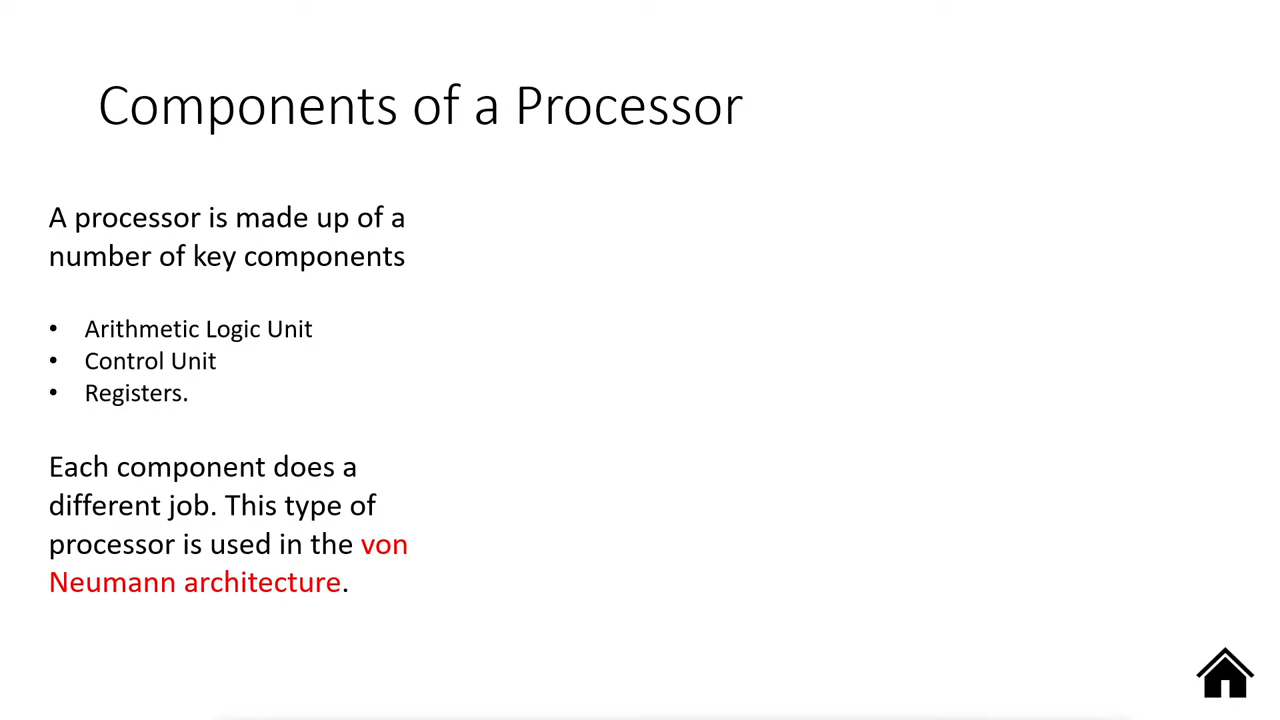 Components of a Processor
A processor is made up of a
number of key components
• Arithmetic Logic Unit
• Control Unit
• Registers.
Each component does a
different job. This type of
processor is used in the von
Neumann architecture.